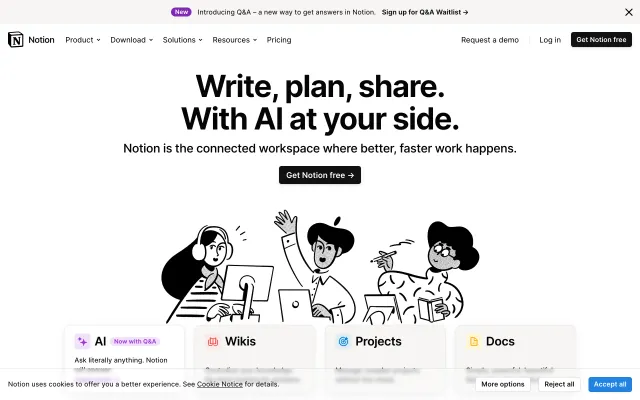 New Introducing Q&A – a new way to get answers in Notion. Sign up for Q&A Waitlist →
Notion Product Download Solutions Resources Pricing Request a demo Log in Get Notion free
Write, plan, share.
With AI at your side.
Notion is the connected workspace where better, faster work happens.
Get Notion free →
AI Now with Q&A
Wikis
Projects
Docs
Ask literally anything. Notion
Notion uses cookies to offer you a better experience. See Cookie Notice for details.
More options Reject all Accept all